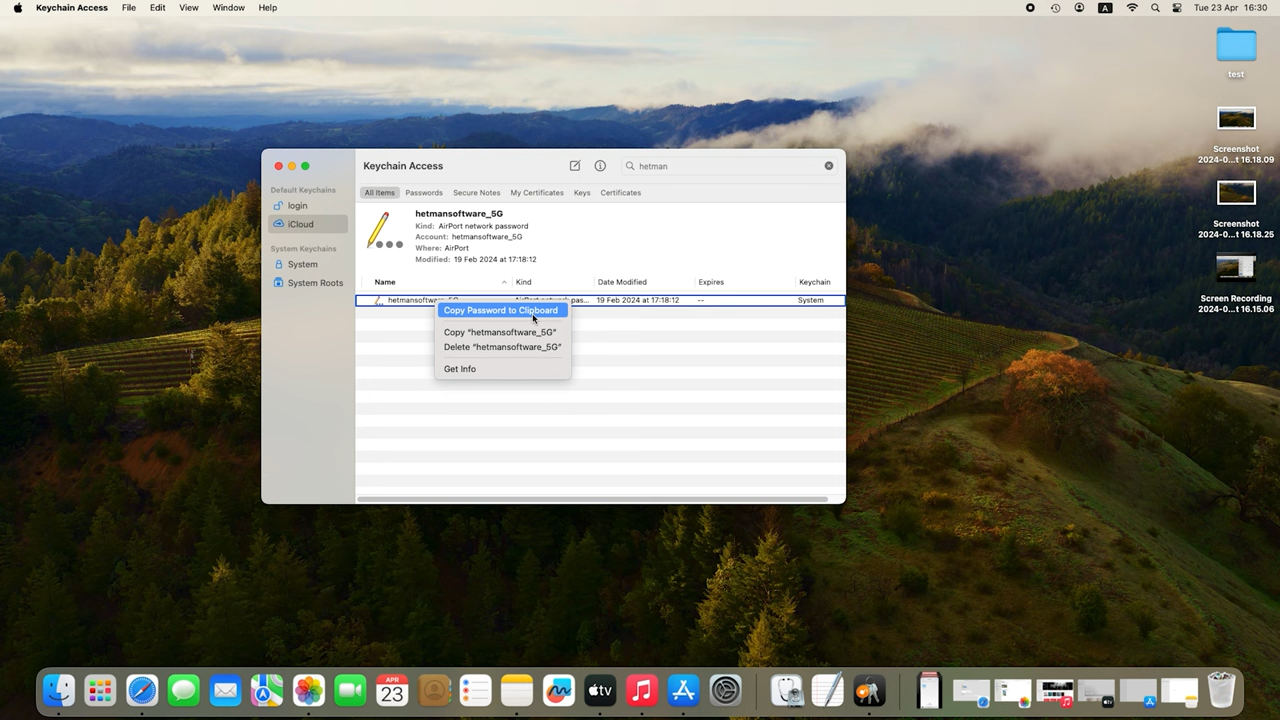 Keychain Access File Edit View Window Help A Tue 23 Apr 16:30
test
Screenshot
2024-0...t 16.18.09
Screenshot
2024-0...t 16.18.25
Screen Recording
2024-0...t 16.15.06
Default Keychains
login
iCloud
System Keychains
System
System Roots
Keychain Access
hetman
All Items Passwords Secure Notes My Certificates Keys Certificates
hetmansoftware_5G
Kind: AirPort network password
Account: hetmansoftware_5G
Where: AirPort
Modified: 19 Feb 2024 at 17:18:12
Name Kind Date Modified Expires Keychain
19 Feb 2024 at 17:18:12 -- System
Copy Password to Clipboard
Copy “hetmansoftware_5G”
Delete “hetmansoftware_5G”
Get Info
APR
23
tv